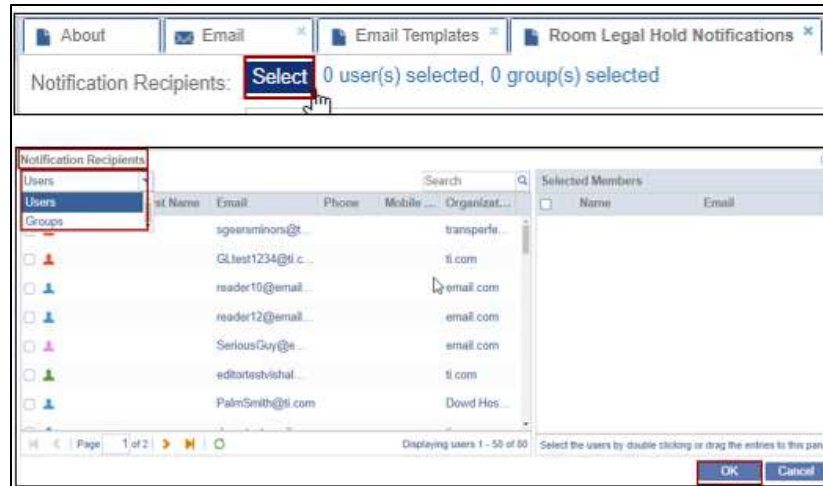 About Email × Email Templates × Room Legal Hold Notifications ×
Notification Recipients: Select 0 user(s) selected, 0 group(s) selected
Notification Recipients
Users Search Selected Members
Users st Name Email Phone Mobile ... Organizat... Name Email
Groups
sgeersminors@t... transperfe...
GLtest1234@ti.c... ti.com
reader10@email... email.com
reader12@email... email.com
SeriousGuy@e... email.com
editortestvishal... ti.com
PalmSmith@ti.com Dowd Hos...
Page 1 of 2 Displaying users 1 - 50 of 80 Select the users by double clicking or drag the entries to this pan
OK Cancel